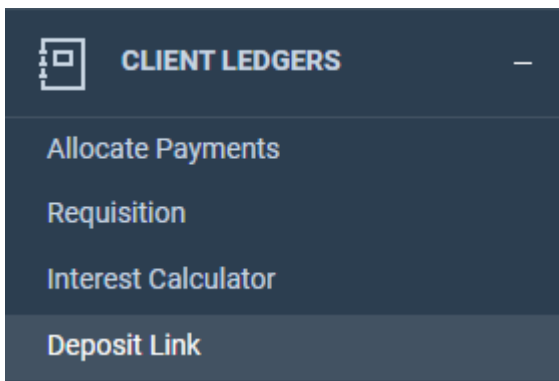 CLIENT LEDGERS –
Allocate Payments
Requisition
Interest Calculator
Deposit Link